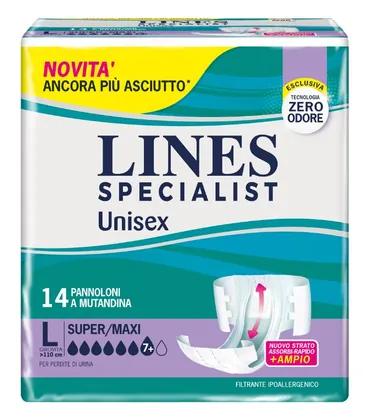 NOVITA'
ANCORA PIÙ ASCIUTTO*
ESCLUSIVA
TECNOLOGIA
ZERO
ODORE
LINES
SPECIALIST
Unisex
14 PANNOLONI
A MUTANDINA
L
GIROVITA
>110 cm
SUPER/MAXI
7+
PER PERDITE DI URINA
NUOVO STRATO
ASSORBI-RAPIDO
+AMPIO
FILTRANTE IPOALLERGENICO